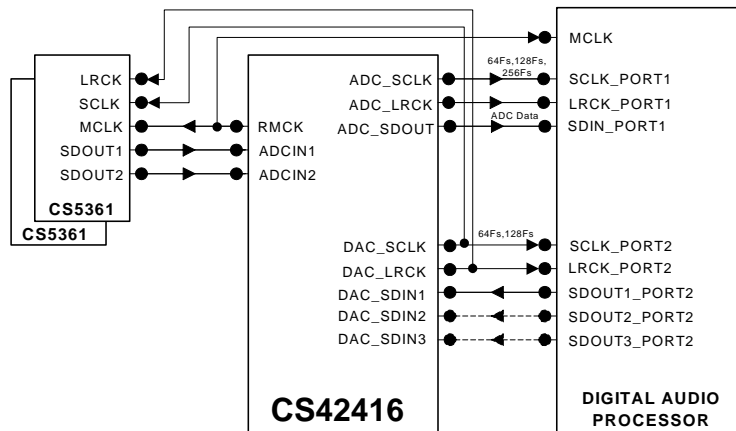 LRCK
SCLK
MCLK
SDOUT1
SDOUT2
CS5361
CS5361
RMCK
ADCIN1
ADCIN2
ADC_SCLK
ADC_LRCK
ADC_SDOUT
DAC_SCLK
DAC_LRCK
DAC_SDIN1
DAC_SDIN2
DAC_SDIN3
CS42416
64Fs,128Fs,
256Fs
ADC Data
64Fs,128Fs
MCLK
SCLK_PORT1
LRCK_PORT1
SDIN_PORT1
SCLK_PORT2
LRCK_PORT2
SDOUT1_PORT2
SDOUT2_PORT2
SDOUT3_PORT2
DIGITAL AUDIO
PROCESSOR